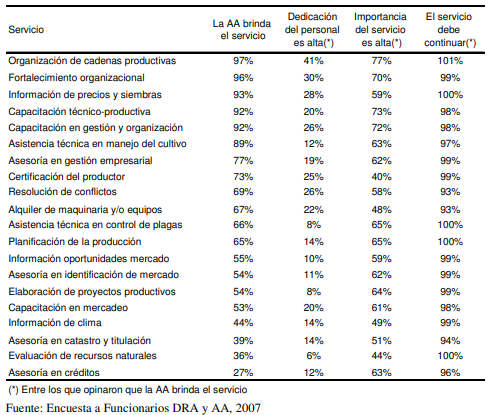 Servicio La AA brinda el servicio Dedicación del personal es alta(*) Importancia del servicio es alta(*) El servicio debe continuar(*)
Organización de cadenas productivas 97% 41% 77% 101%
Fortalecimiento organizacional 96% 30% 70% 99%
Información de precios y siembras 93% 28% 59% 100%
Capacitación técnico-productiva 92% 20% 73% 98%
Capacitación en gestión y organización 92% 26% 72% 98%
Asistencia técnica en manejo del cultivo 89% 12% 63% 97%
Asesoría en gestión empresarial 77% 19% 62% 99%
Certificación del productor 73% 25% 40% 99%
Resolución de conflictos 69% 26% 58% 93%
Alquiler de maquinaria y/o equipos 67% 22% 48% 93%
Asistencia técnica en control de plagas 66% 8% 65% 100%
Planificación de la producción 65% 14% 65% 100%
Información oportunidades mercado 55% 10% 59% 99%
Asesoría en identificación de mercado 54% 11% 62% 99%
Elaboración de proyectos productivos 54% 8% 64% 99%
Capacitación en mercadeo 53% 20% 61% 98%
Información de clima 44% 14% 49% 99%
Asesoría en catastro y titulación 39% 14% 51% 94%
Evaluación de recursos naturales 36% 6% 44% 100%
Asesoría en créditos 27% 12% 63% 96%
(*) Entre los que opinaron que la AA brinda el servicio
Fuente: Encuesta a Funcionarios DRA y AA, 2007